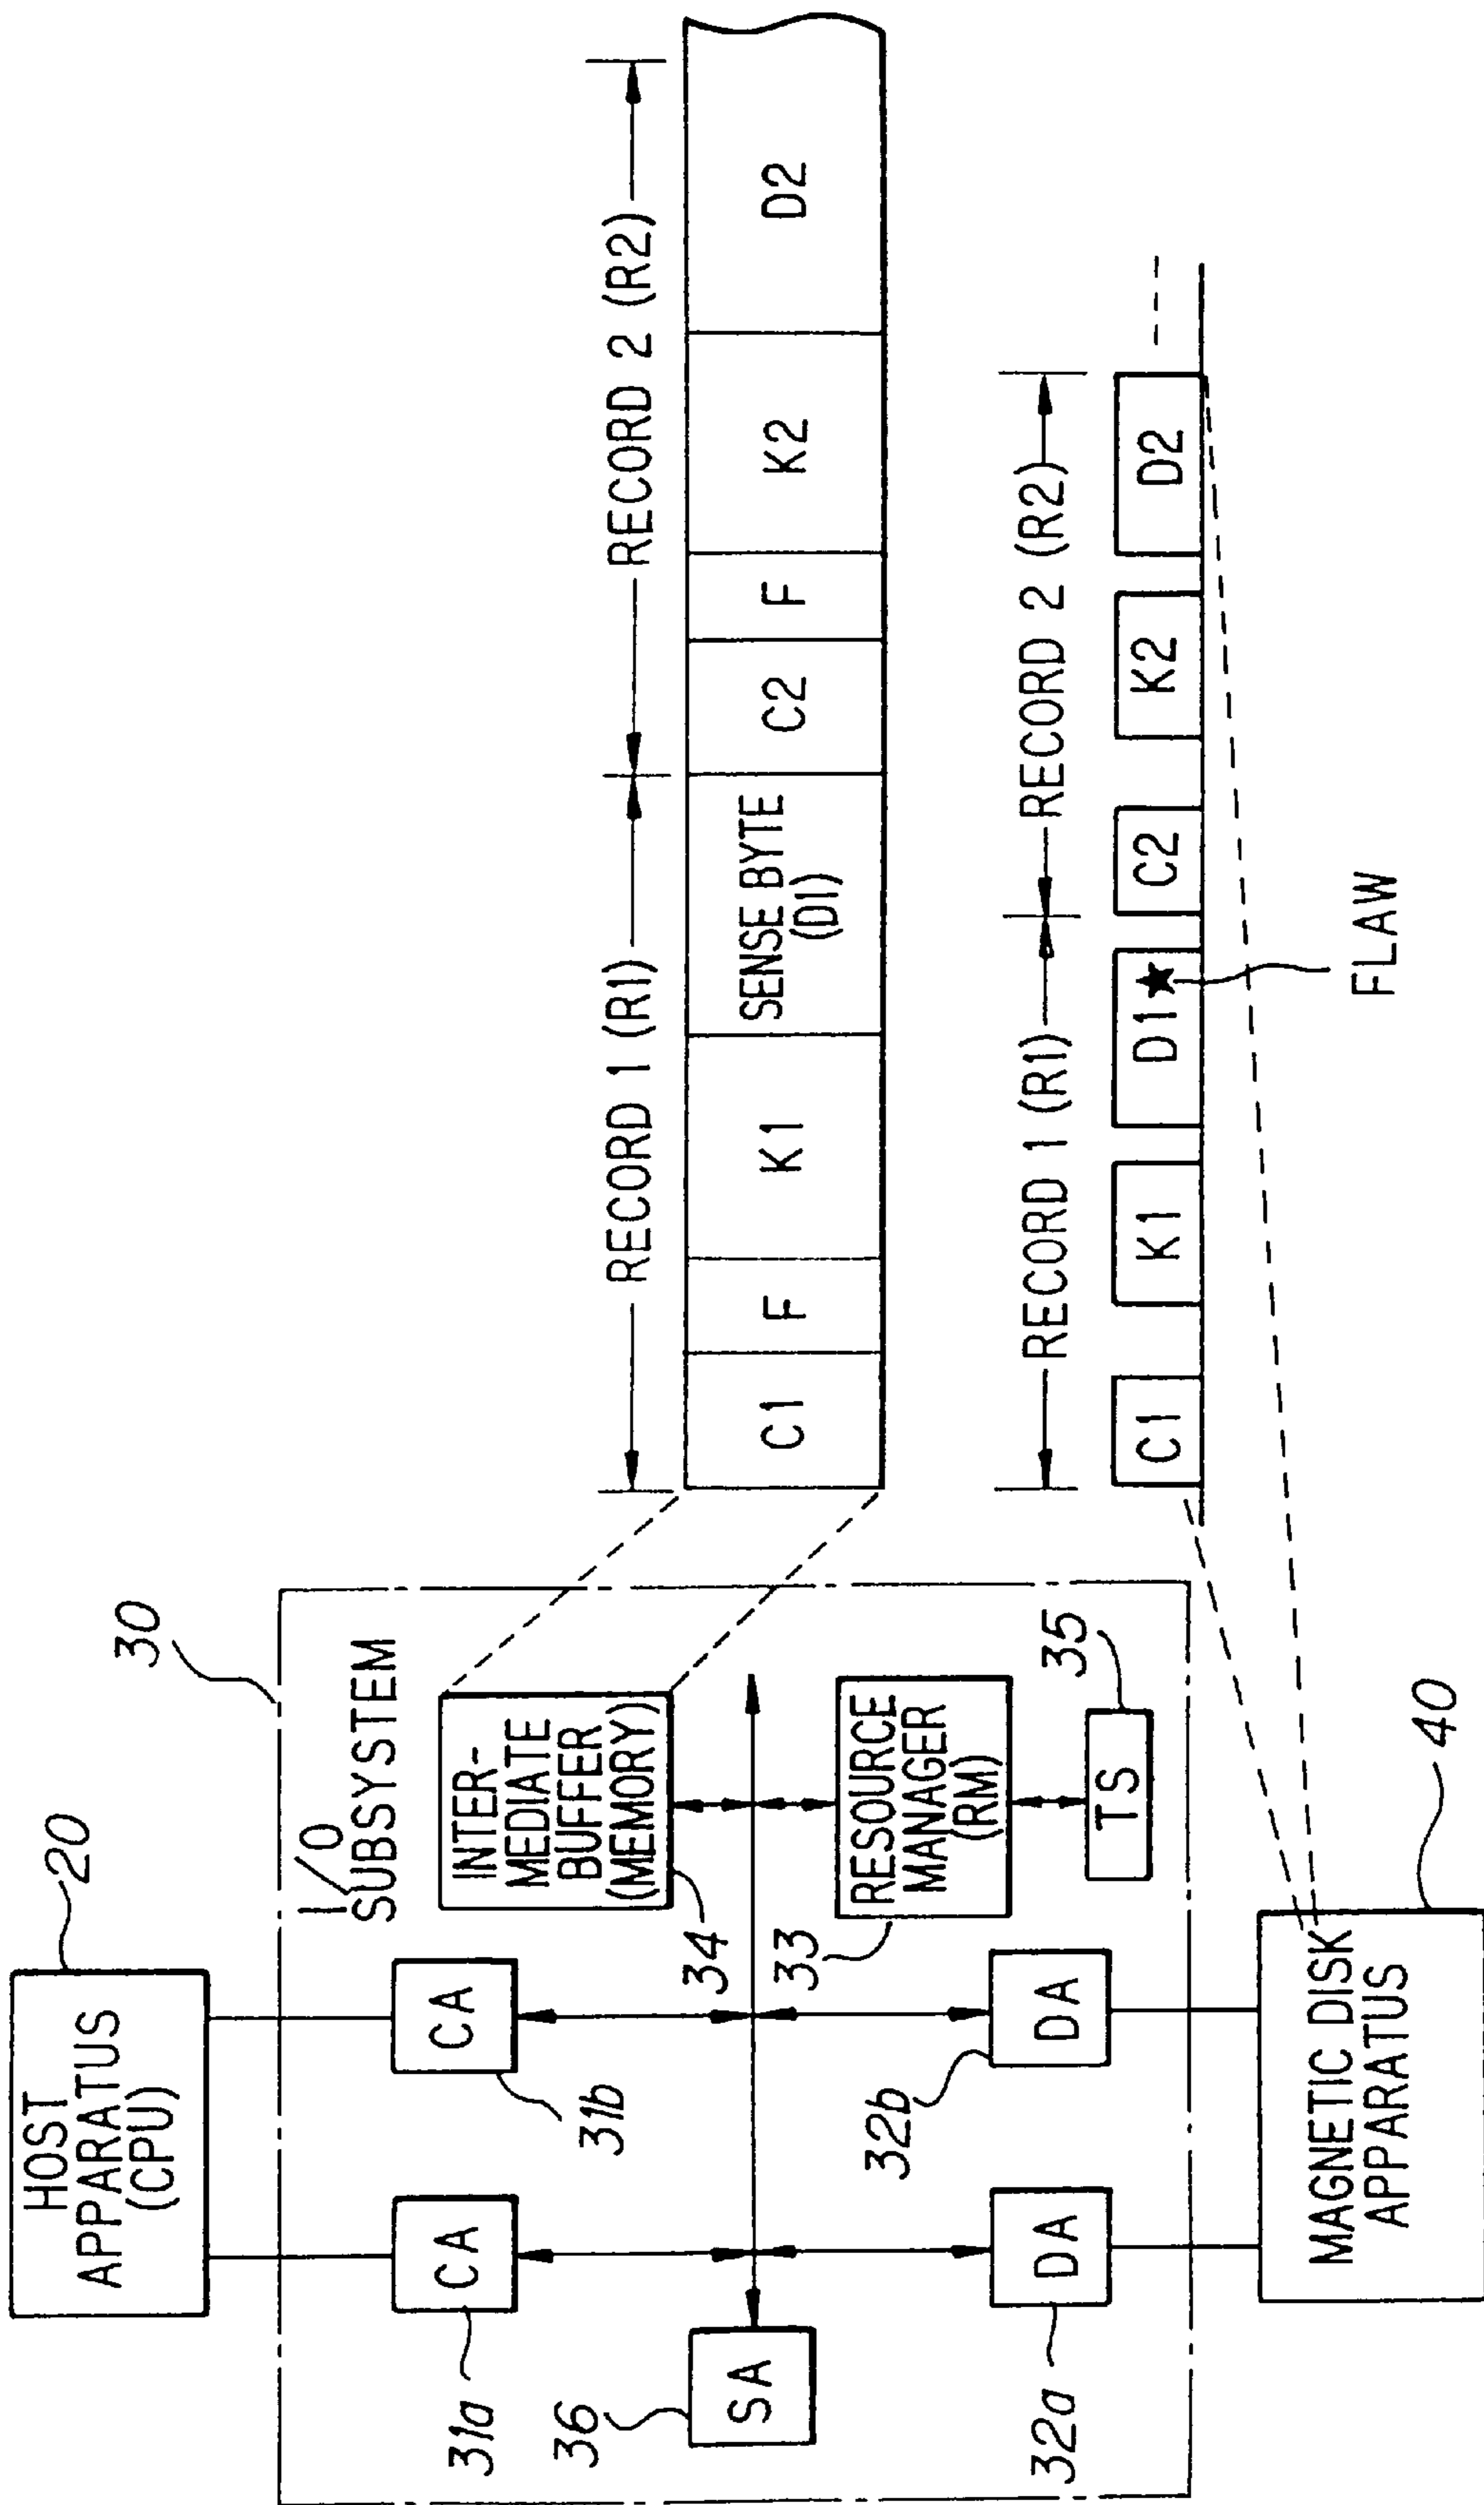 HOST
APPARATUS
(CPU)
20
30
I/O
SUBSYSTEM
CA
31a
CA
31b
INTER-
MEDIATE
BUFFER
(MEMORY)
34
SA
36
RESOURCE
MANAGER
(RM)
33
TS
35
DA
32a
DA
32b
MAGNETIC DISK
APPARATUS
40
RECORD 1 (R1)
RECORD 2 (R2)
C1
F
K1
SENSE BYTE
(D1)
C2
F
K2
D2
RECORD 1 (R1)
RECORD 2 (R2)
C1
K1
D1
C2
K2
D2
FLAW